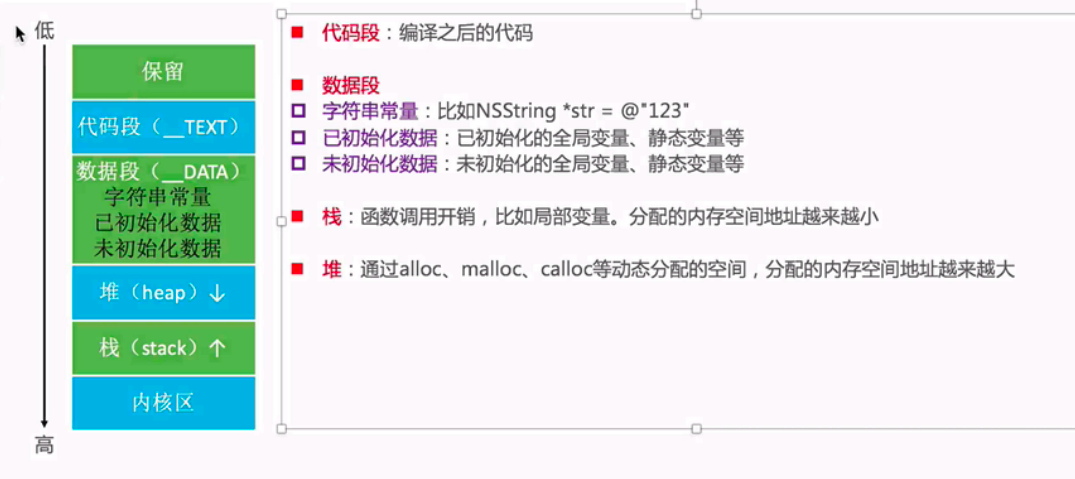 低
保留
代码段（__TEXT）
数据段（__DATA）
字符串常量
已初始化数据
未初始化数据
堆（heap）↓
栈（stack）↑
内核区
高
代码段：编译之后的代码
数据段
字符串常量：比如NSString *str = @"123"
已初始化数据：已初始化的全局变量、静态变量等
未初始化数据：未初始化的全局变量、静态变量等
栈：函数调用开销，比如局部变量。分配的内存空间地址越来越小
堆：通过alloc、malloc、calloc等动态分配的空间，分配的内存空间地址越来越大